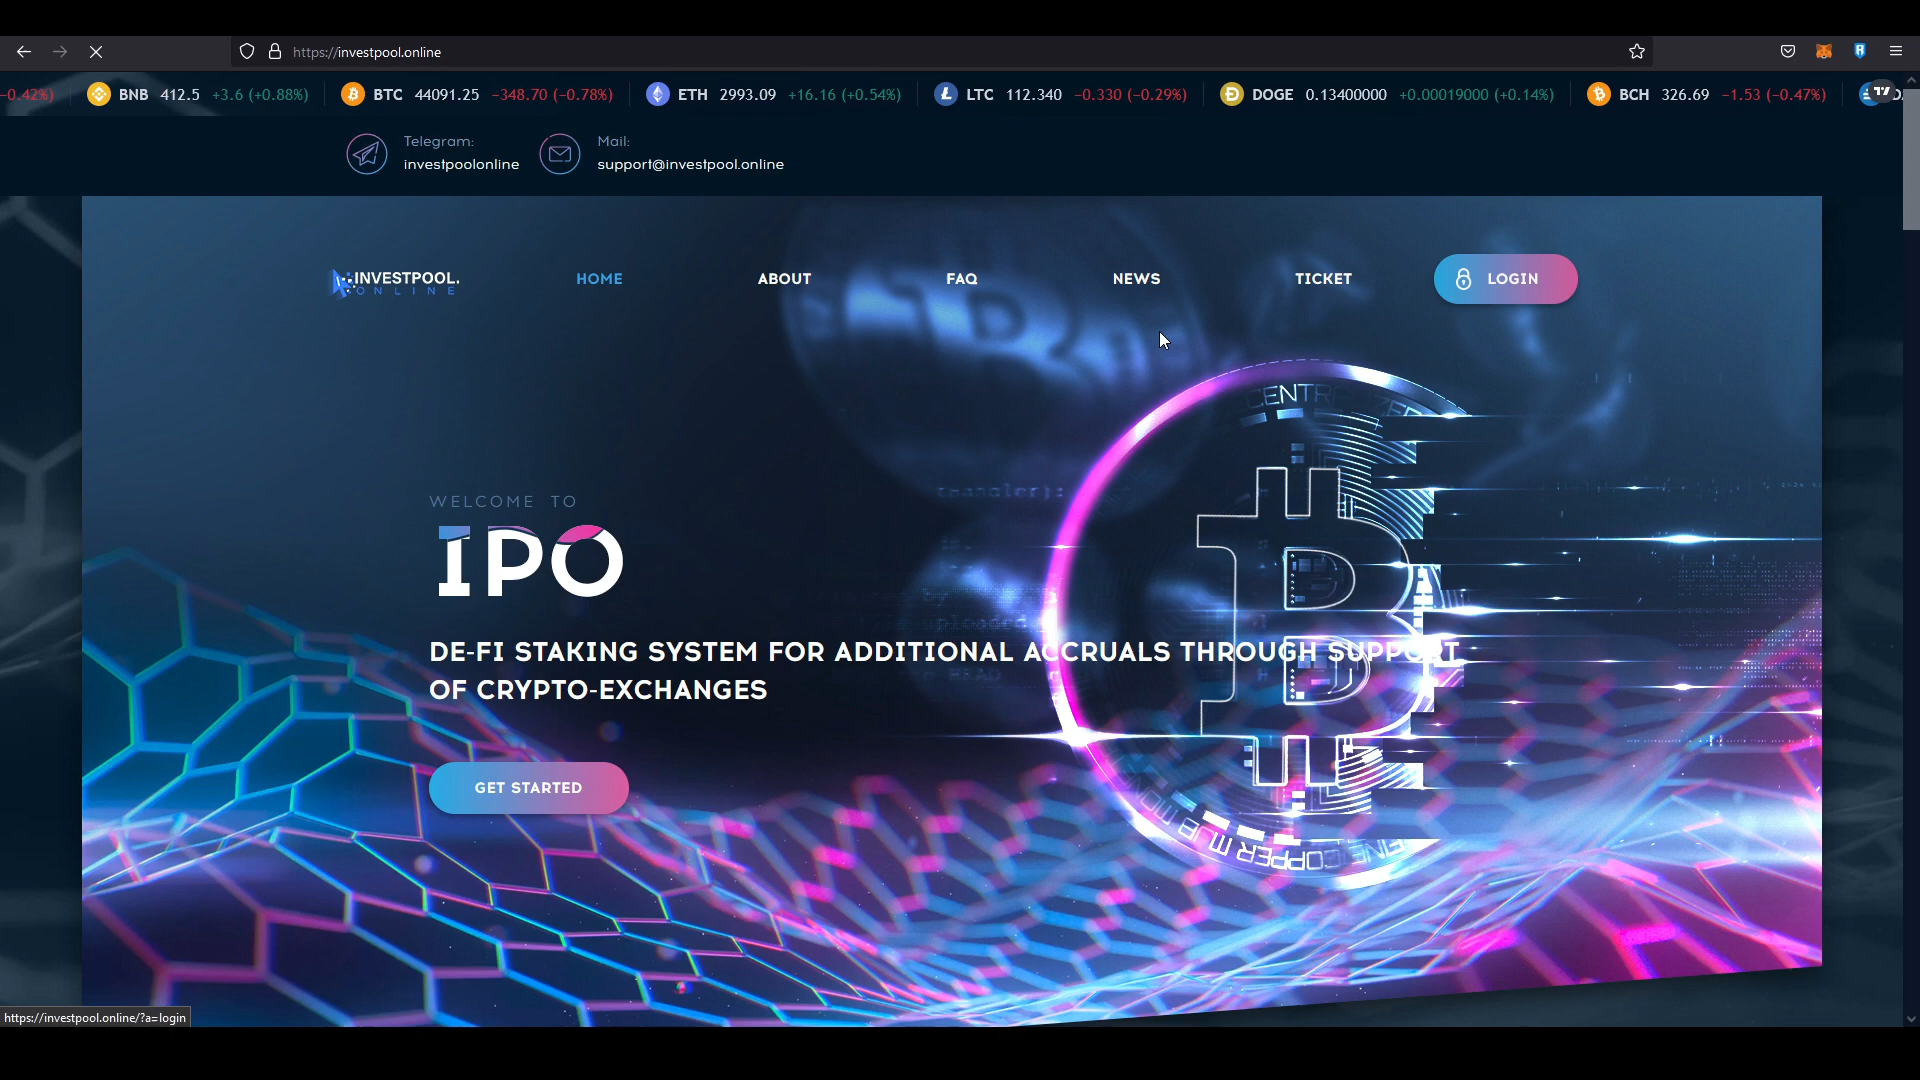 https://investpool.online
-0.42%)
BNB 412.5 +3.6 (+0.88%)
BTC 44091.25 −348.70 (−0.78%)
ETH 2993.09 +16.16 (+0.54%)
LTC 112.340 −0.330 (−0.29%)
DOGE 0.13400000 +0.00019000 (+0.14%)
BCH 326.69 −1.53 (−0.47%)
Telegram:
investpoolonline
Mail:
support@investpool.online
INVESTPOOL.
ONLINE
HOME
ABOUT
FAQ
NEWS
TICKET
LOGIN
WELCOME TO
IPO
DE-FI STAKING SYSTEM FOR ADDITIONAL ACCRUALS THROUGH SUPPORT
OF CRYPTO-EXCHANGES
GET STARTED
https://investpool.online/?a=login